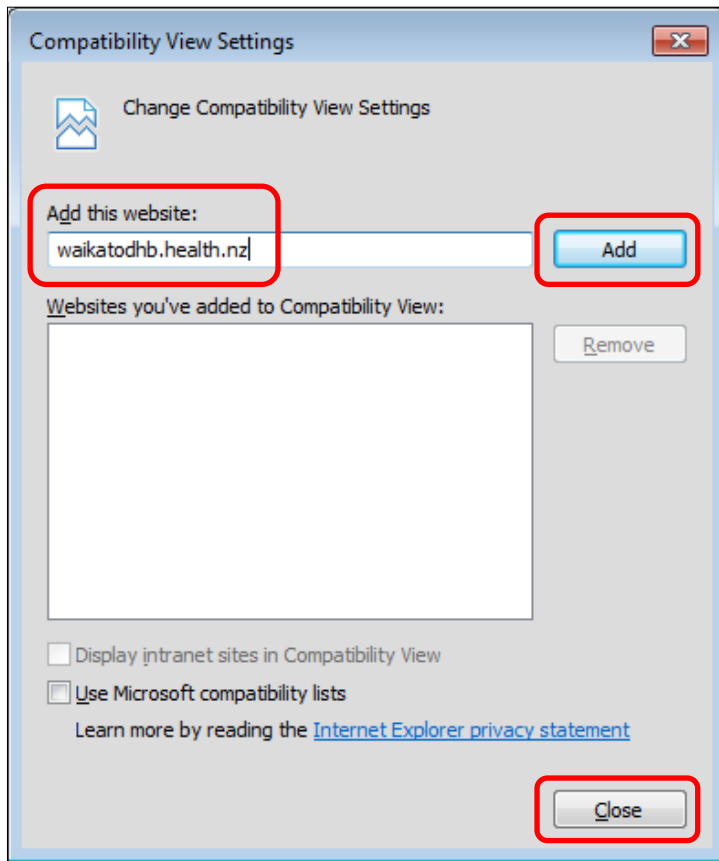 Compatibility View Settings
Change Compatibility View Settings
Add this website:
waikatodhb.health.nz
Add
Websites you've added to Compatibility View:
Remove
Display intranet sites in Compatibility View
Use Microsoft compatibility lists
Learn more by reading the Internet Explorer privacy statement
Close